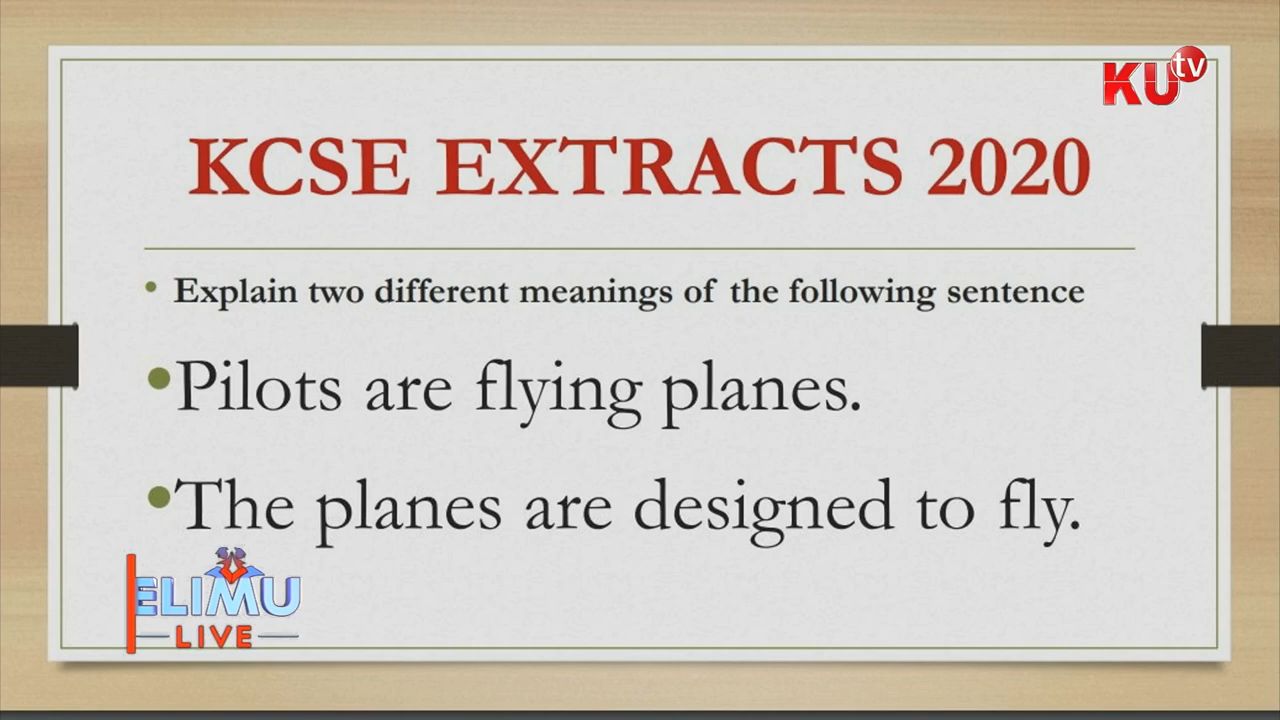 KU tv
KCSE EXTRACTS 2020
• Explain two different meanings of the following sentence
• Pilots are flying planes.
• The planes are designed to fly.
ELIMU
LIVE